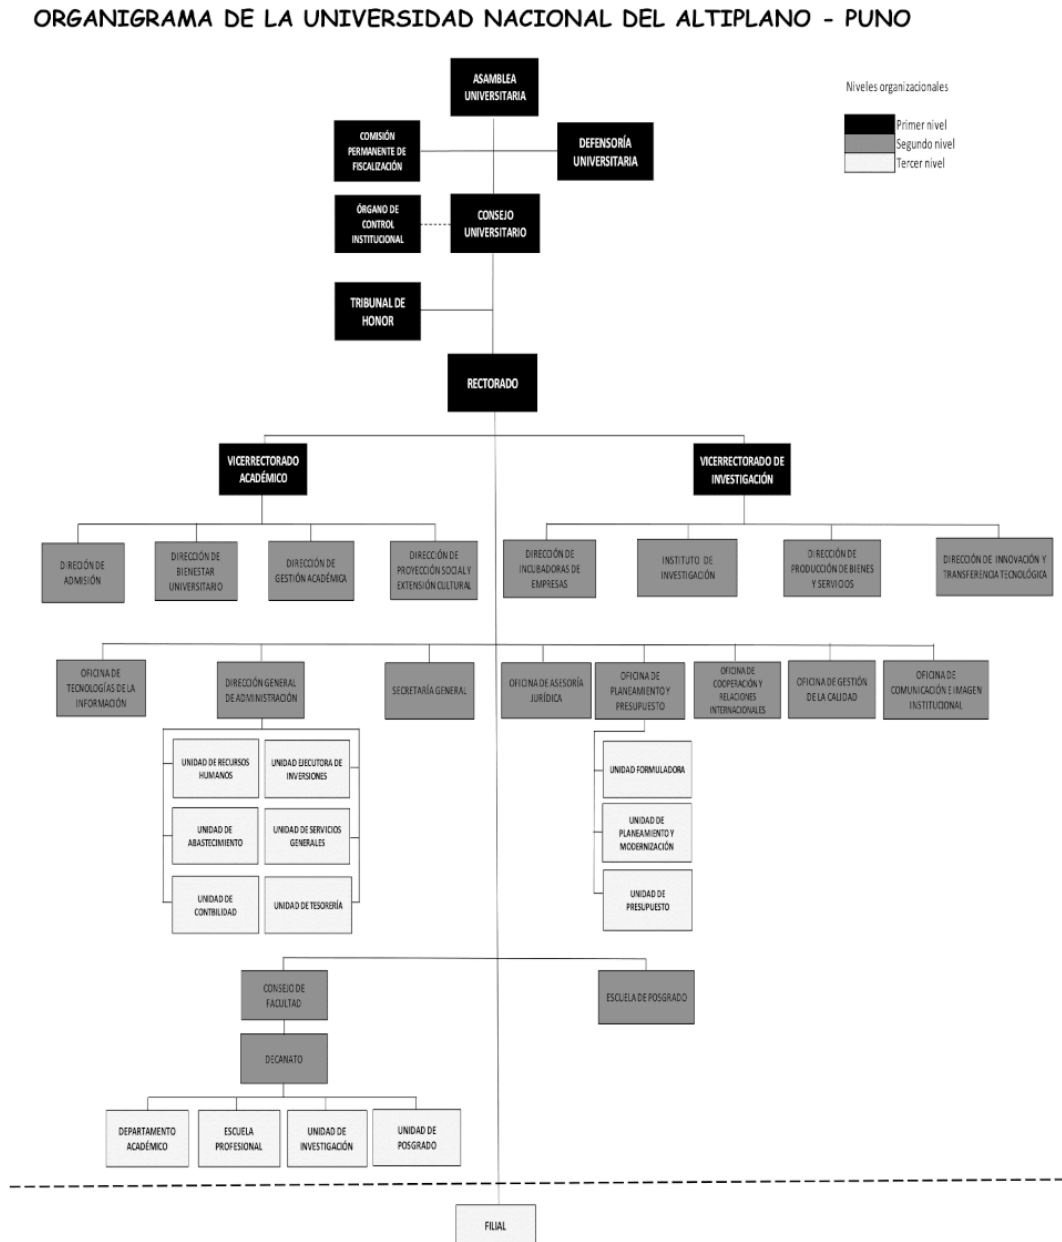 ORGANIGRAMA DE LA UNIVERSIDAD NACIONAL DEL ALTIPLANO - PUNO
ASAMBLEA
UNIVERSITARIA
Niveles organizacionales
Primer nivel
Segundo nivel
Tercer nivel
COMISIÓN
PERMANENTE DE
FISCALIZACIÓN
DEFENSORÍA
UNIVERSITARIA
ÓRGANO DE
CONTROL
INSTITUCIONAL
CONSEJO
UNIVERSITARIO
TRIBUNAL DE
HONOR
RECTORADO
VICERRECTORADO
ACADÉMICO
VICERRECTORADO DE
INVESTIGACIÓN
DIRECIÓN DE
ADMISIÓN
DIRECCIÓN DE
BIENESTAR
UNIVERSITARIO
DIRECCIÓN DE
GESTIÓN ACADÉMICA
DIRECCIÓN DE
PROYECCIÓN SOCIAL Y
EXTENSIÓN CULTURAL
DIRECCIÓN DE
INCUBADORAS DE
EMPRESAS
INSTITUTO DE
INVESTIGACIÓN
DIRECCIÓN DE
PRODUCCIÓN DE BIENES
Y SERVICIOS
DIRECCIÓN DE INNOVACIÓN Y
TRANSFERENCIA TECNOLÓGICA
OFICINA DE
TECNOLOGÍAS DE LA
INFORMACIÓN
DIRECCIÓN GENERAL
DE ADMINISTRACIÓN
SECRETARÍA GENERAL
OFICINA DE ASESORÍA
JURÍDICA
OFICINA DE
PLANEAMIENTO Y
PRESUPUESTO
OFICINA DE
COOPERACIÓN Y
RELACIONES
INTERNACIONALES
OFICINA DE GESTIÓN
DE LA CALIDAD
OFICINA DE
COMUNICACIÓN E IMAGEN
INSTITUCIONAL
UNIDAD DE RECURSOS
HUMANOS
UNIDAD EJECUTORA DE
INVERSIONES
UNIDAD DE
ABASTECIMIENTO
UNIDAD DE SERVICIOS
GENERALES
UNIDAD DE
CONTBILIDAD
UNIDAD DE TESORERÍA
UNIDAD FORMULADORA
UNIDAD DE
PLANEAMIENTO Y
MODERNIZACIÓN
UNIDAD DE
PRESUPUESTO
CONSEJO DE
FACULTAD
ESCUELA DE POSGRADO
DECANATO
DEPARTAMENTO
ACADÉMICO
ESCUELA
PROFESIONAL
UNIDAD DE
INVESTIGACIÓN
UNIDAD DE
POSGRADO
FILIAL